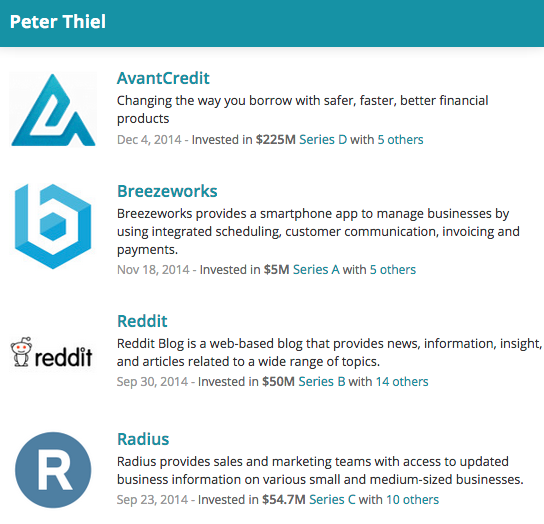 Peter Thiel
AvantCredit
Changing the way you borrow with safer, faster, better financial
products
Dec 4, 2014 - Invested in $225M Series D with 5 others
Breezeworks
Breezeworks provides a smartphone app to manage businesses by
using integrated scheduling, customer communication, invoicing and
payments.
Nov 18, 2014 - Invested in $5M Series A with 5 others
Reddit
reddit
Reddit Blog is a web-based blog that provides news, information, insight,
and articles related to a wide range of topics.
Sep 30, 2014 - Invested in $50M Series B with 14 others
R
Radius
Radius provides sales and marketing teams with access to updated
business information on various small and medium-sized businesses.
Sep 23, 2014 - Invested in $54.7M Series C with 10 others